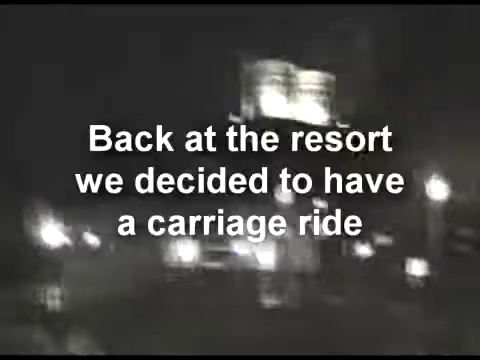 Back at the resort
we decided to have
a carriage ride